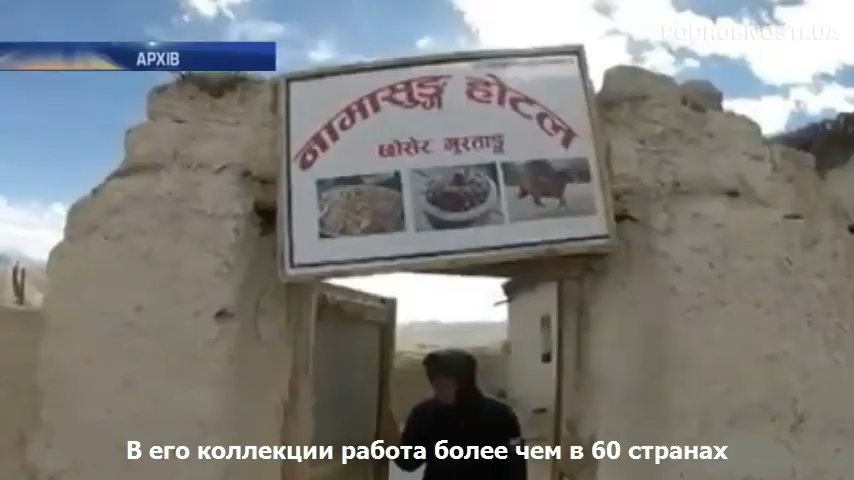 PODROBNOSTI.UA
АРХІВ
नामासुङ्ग होटल
छोसेर मुस्ताङ्ग
В его коллекции работа более чем в 60 странах